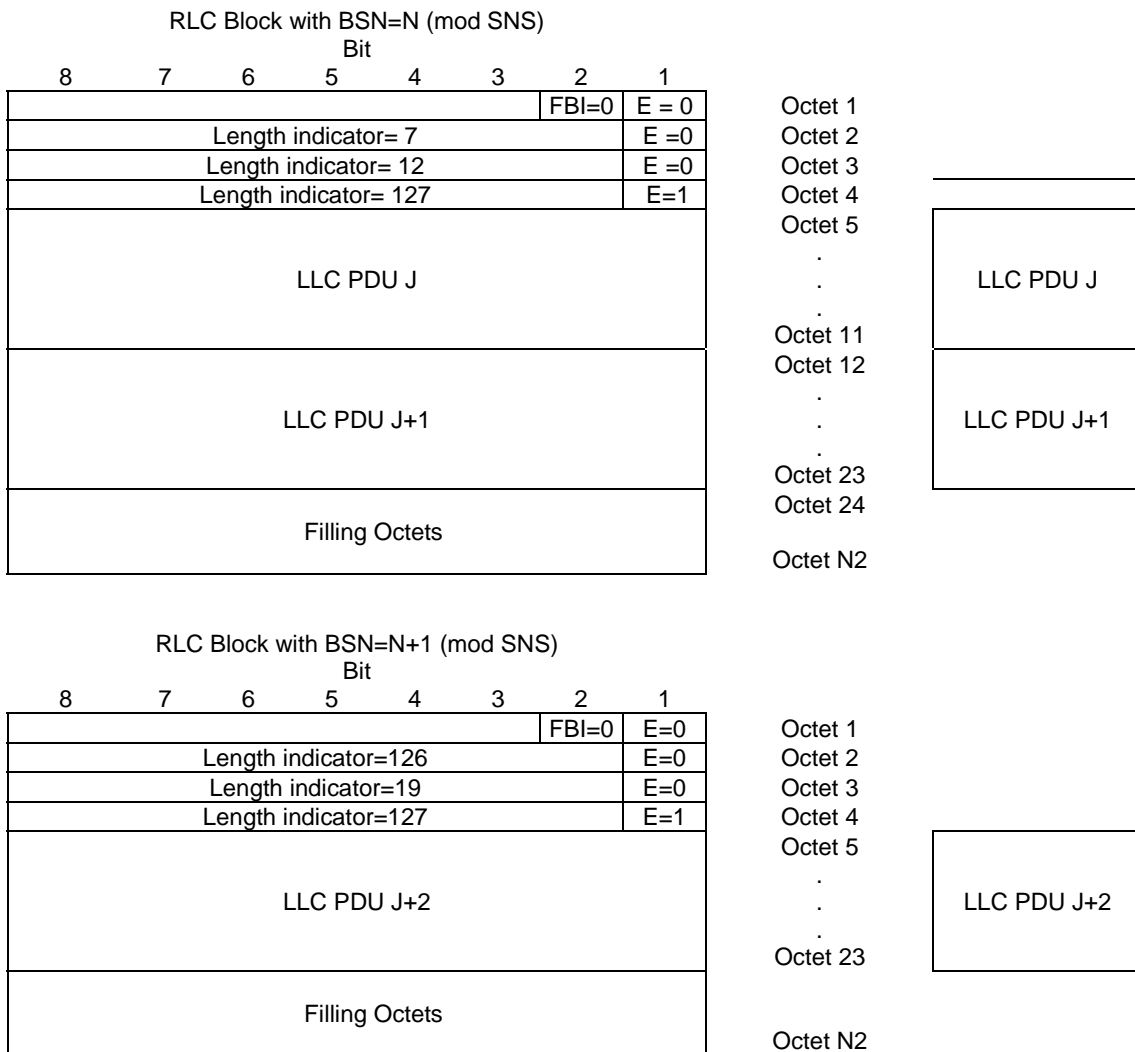 RLC Block with BSN=N (mod SNS)
Bit
8 7 6 5 4 3 2 1
FBI=0 E = 0 Octet 1
Length indicator= 7 E =0 Octet 2
Length indicator= 12 E =0 Octet 3
Length indicator= 127 E=1 Octet 4
Octet 5
.
LLC PDU J . LLC PDU J
.
Octet 11
Octet 12
.
LLC PDU J+1 . LLC PDU J+1
.
Octet 23
Octet 24
Filling Octets
Octet N2
RLC Block with BSN=N+1 (mod SNS)
Bit
8 7 6 5 4 3 2 1
FBI=0 E=0 Octet 1
Length indicator=126 E=0 Octet 2
Length indicator=19 E=0 Octet 3
Length indicator=127 E=1 Octet 4
Octet 5
.
LLC PDU J+2 . LLC PDU J+2
.
Octet 23
Filling Octets
Octet N2